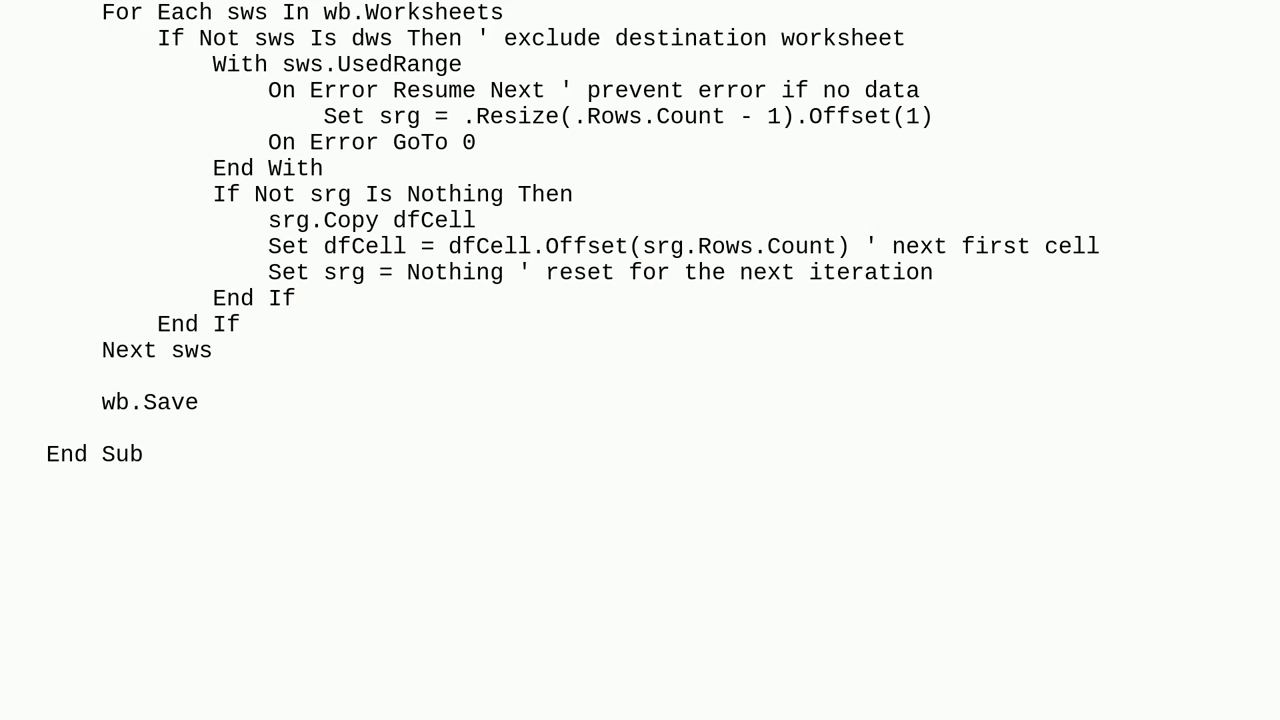 For Each sws In wb.Worksheets
If Not sws Is dws Then ' exclude destination worksheet
With sws.UsedRange
On Error Resume Next ' prevent error if no data
Set srg = .Resize(.Rows.Count - 1).Offset(1)
On Error GoTo 0
End With
If Not srg Is Nothing Then
srg.Copy dfCell
Set dfCell = dfCell.Offset(srg.Rows.Count) ' next first cell
Set srg = Nothing ' reset for the next iteration
End If
End If
Next sws
wb.Save
End Sub